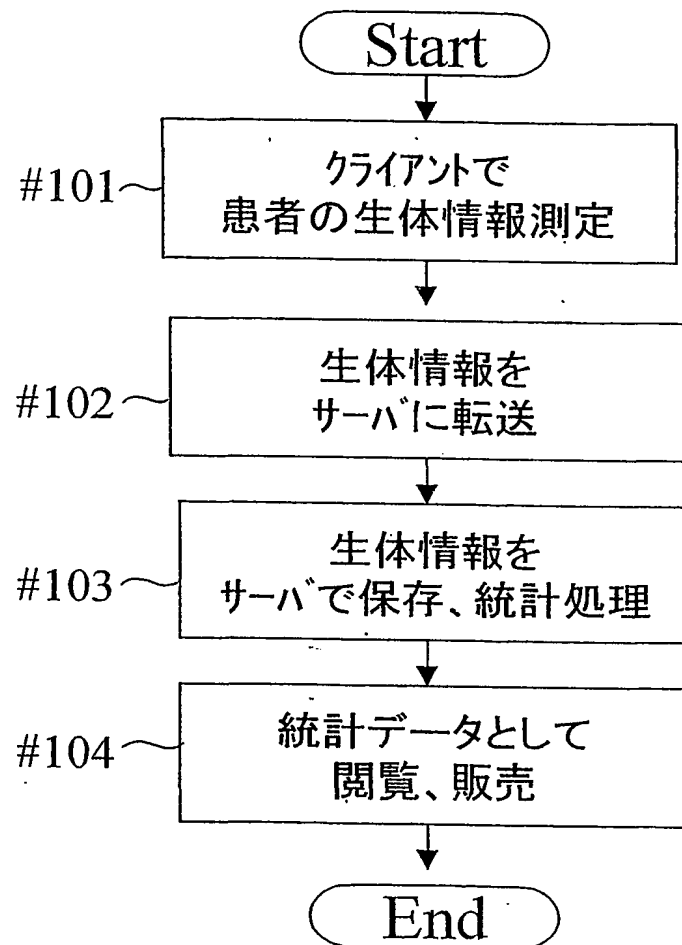 Start
#101
クライアントで
患者の生体情報測定
#102
生体情報を
サーバに転送
#103
生体情報を
サーバで保存、統計処理
#104
統計データとして
閲覧、販売
End